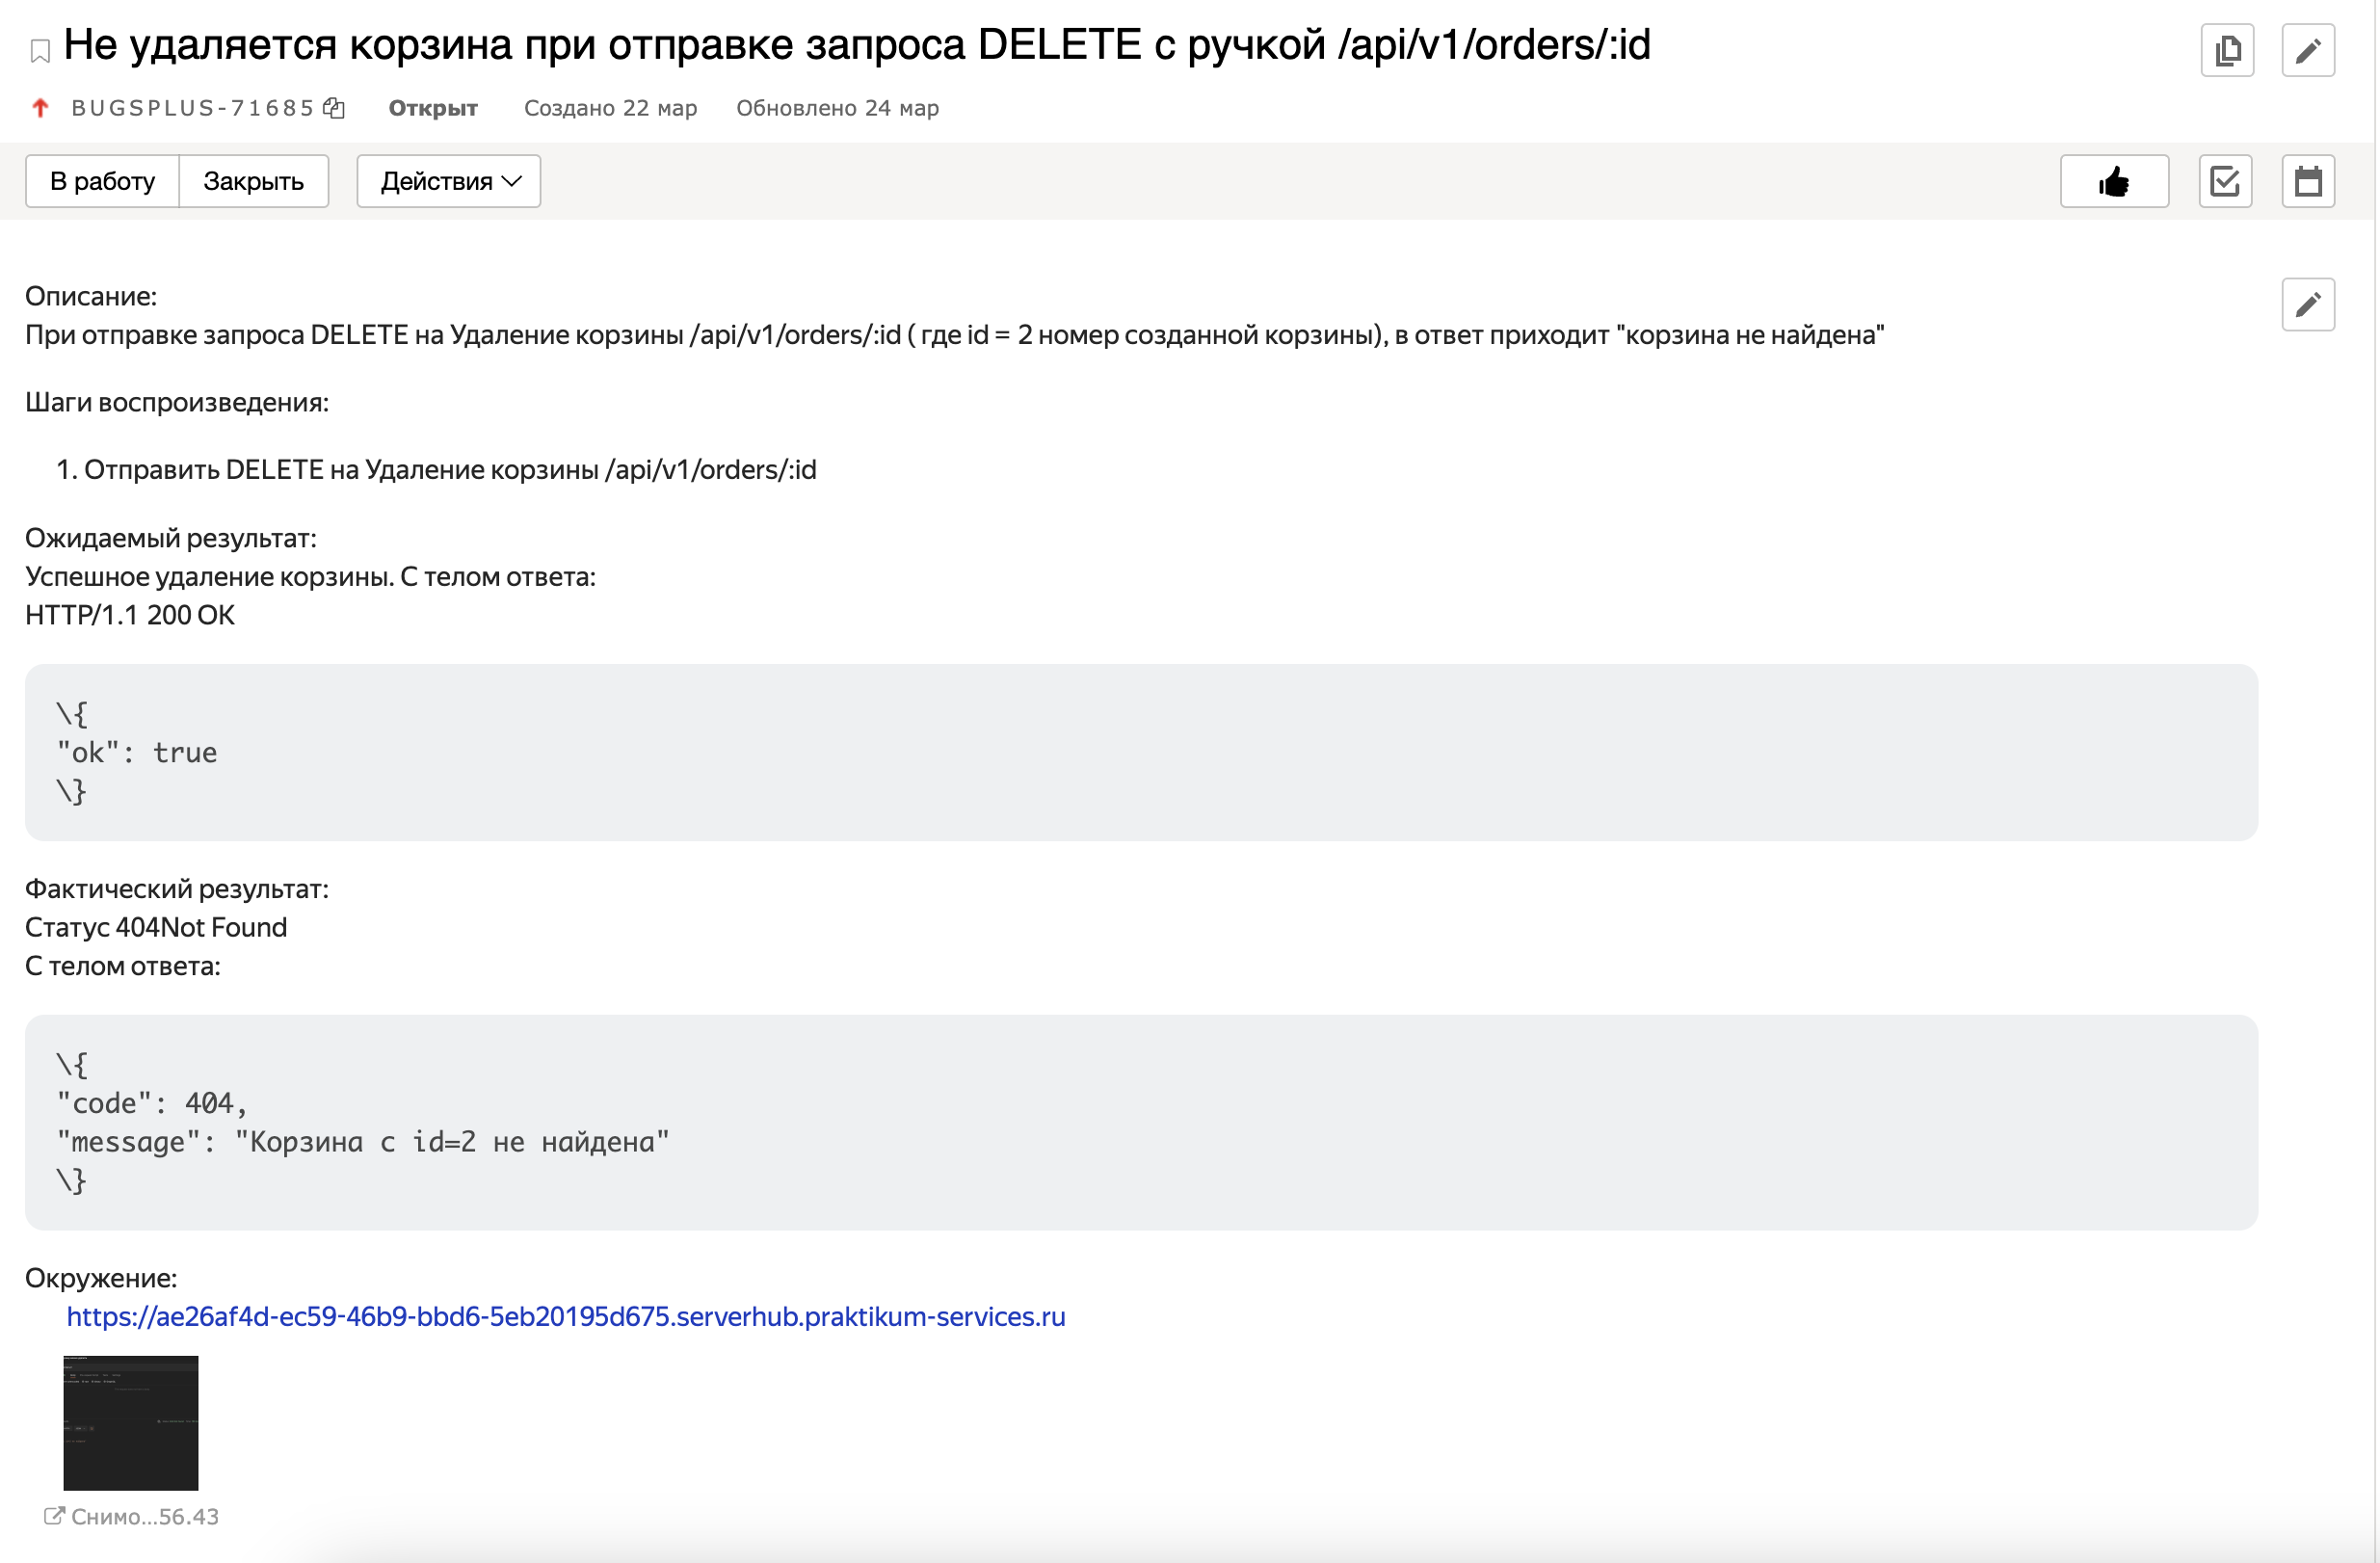 Не удаляется корзина при отправке запроса DELETE с ручкой /api/v1/orders/:id
BUGSPLUS-71685 Открыт Создано 22 мар Обновлено 24 мар
В работу Закрыть Действия
Описание:
При отправке запроса DELETE на Удаление корзины /api/v1/orders/:id ( где id = 2 номер созданной корзины), в ответ приходит "корзина не найдена"
Шаги воспроизведения:
1. Отправить DELETE на Удаление корзины /api/v1/orders/:id
Ожидаемый результат:
Успешное удаление корзины. С телом ответа:
HTTP/1.1 200 OK
\{
"ok": true
\}
Фактический результат:
Статус 404Not Found
С телом ответа:
\{
"code": 404,
"message": "Корзина с id=2 не найдена"
\}
Окружение:
https://ae26af4d-ec59-46b9-bbd6-5eb20195d675.serverhub.praktikum-services.ru
Снимо...56.43